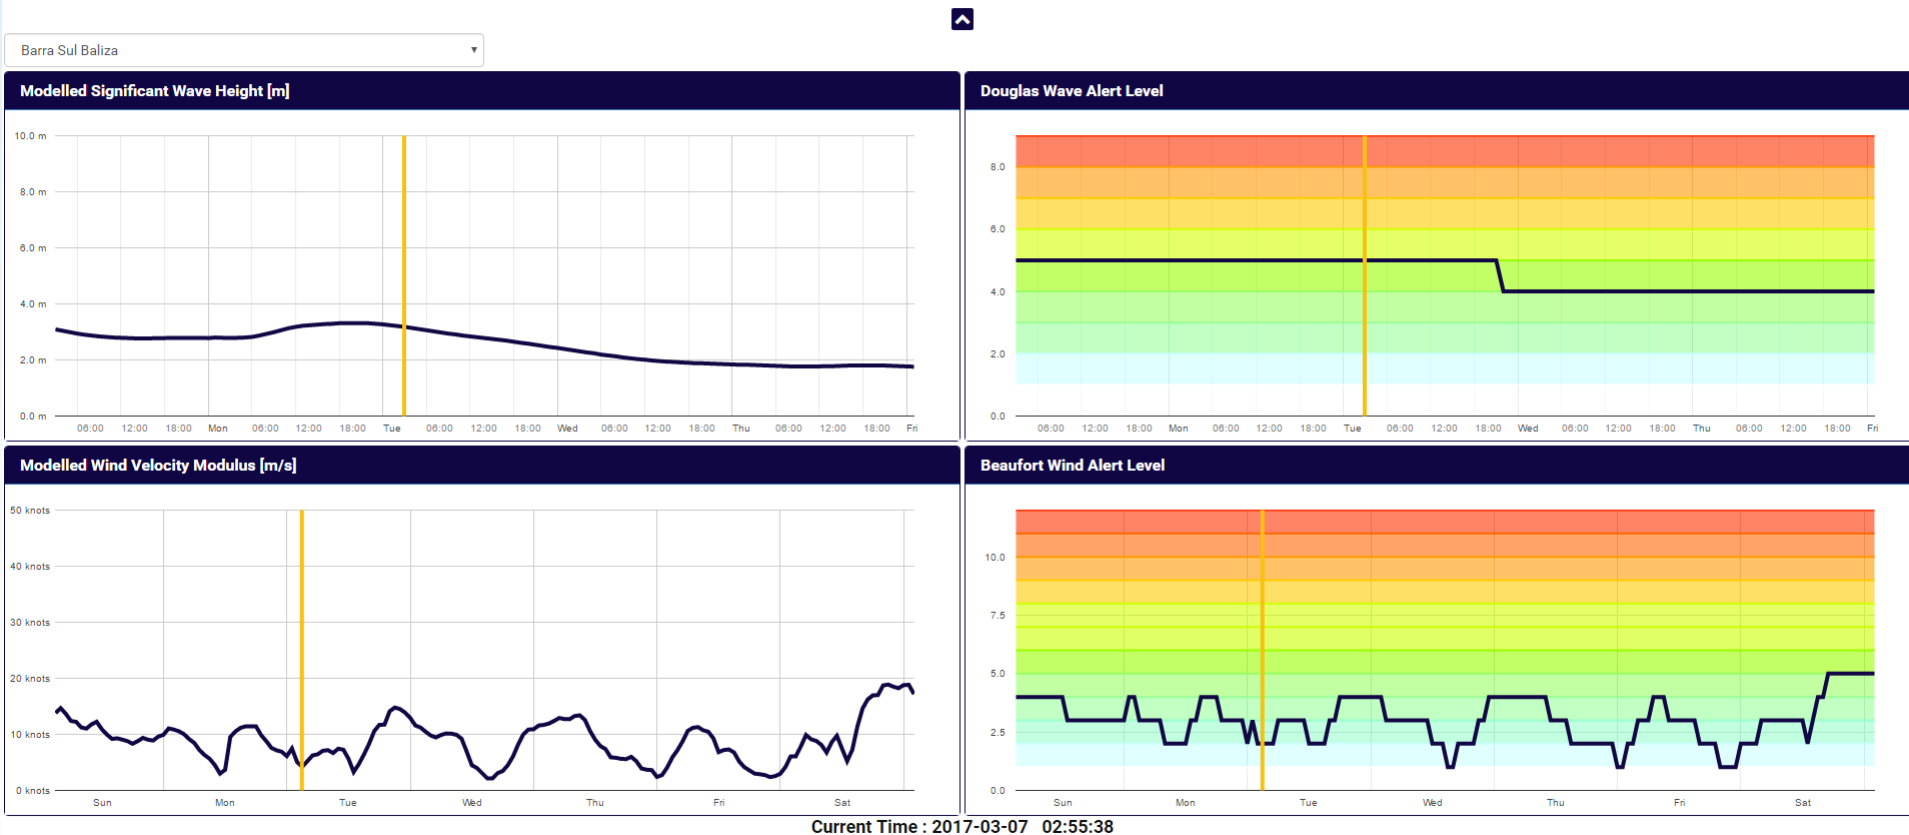 Barra Sul Baliza
Modelled Significant Wave Height [m]
10.0 m
8.0 m
6.0 m
4.0 m
2.0 m
0.0 m
06:00 12:00 18:00 Mon 06:00 12:00 18:00 Tue 06:00 12:00 18:00 Wed 06:00 12:00 18:00 Thu 06:00 12:00 18:00 Fri
Douglas Wave Alert Level
8.0
6.0
4.0
2.0
0.0
06:00 12:00 18:00 Mon 06:00 12:00 18:00 Tue 06:00 12:00 18:00 Wed 06:00 12:00 18:00 Thu 06:00 12:00 18:00 Fri
Modelled Wind Velocity Modulus [m/s]
50 knots
40 knots
30 knots
20 knots
10 knots
0 knots
Sun Mon Tue Wed Thu Fri Sat
Beaufort Wind Alert Level
10.0
7.5
5.0
2.5
0.0
Sun Mon Tue Wed Thu Fri Sat
Current Time : 2017-03-07 02:55:38